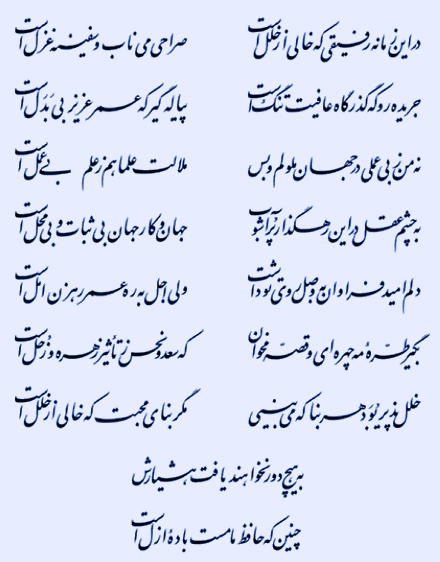 در این زمانه رفیقی که خالی از خلل است صراحی می ناب و سفینه غزل است
جریده رو که گذرگاه عافیت تنگ است پیاله گیر که عمر عزیز بی بدل است
نه من ز بی عملی در جهان ملولم و بس ملالت علما هم ز علم بی عمل است
به چشم عقل در این رهگذار پرآشوب جهان و کار جهان بی ثبات و بی محل است
دلم امید فراوان به وصل روی تو داشت ولی اجل به ره عمر رهزن امل است
بگیر طره مه چهره ای و قصه مخوان که سعد و نحس ز تأثیر زهره و زحل است
خلل پذیر بود هر بنا که می بینی مگر بنای محبت که خالی از خلل است
به هیچ دور نخواهند یافت هشیارش
چنین که حافظ ما مست باده ازل است